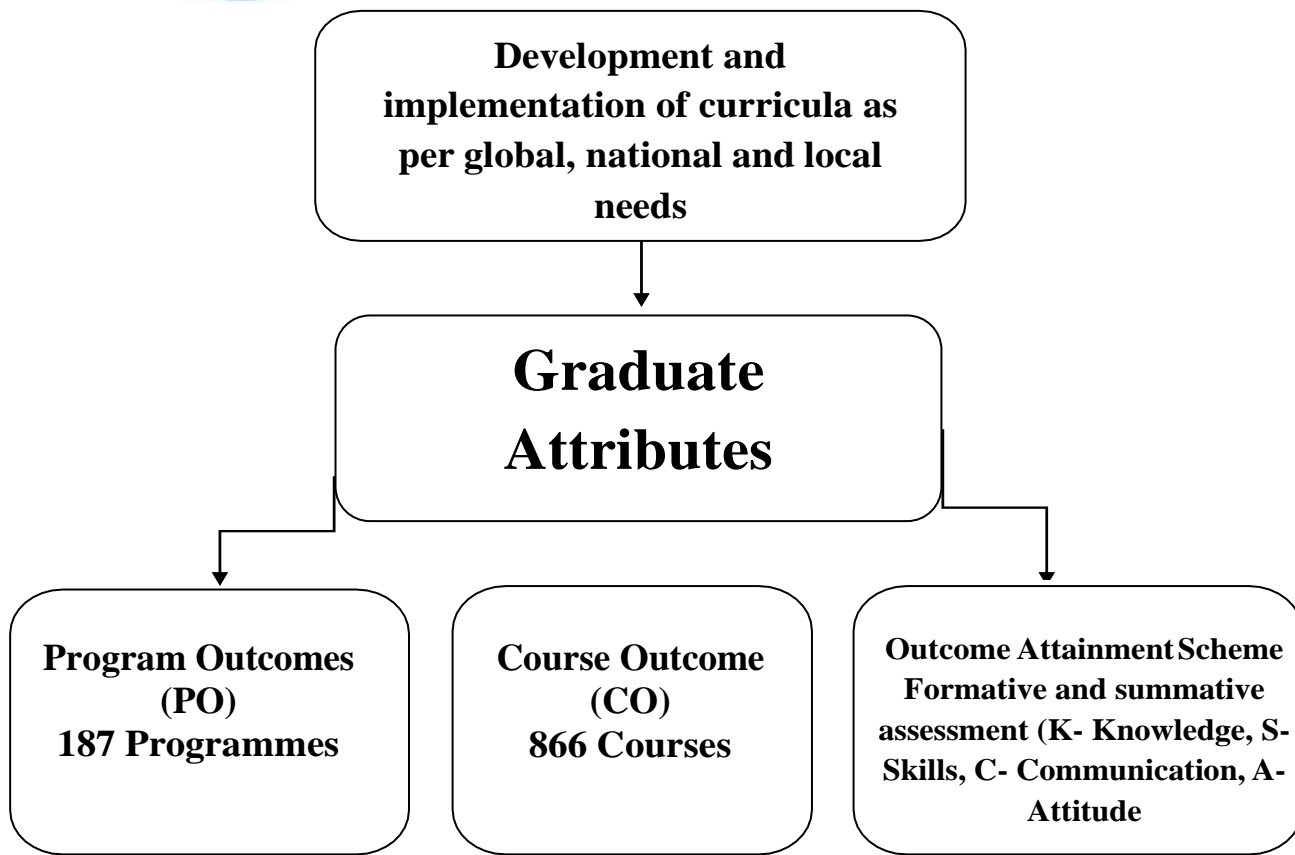 Development and
implementation of curricula as
per global, national and local
needs
Graduate
Attributes
Program Outcomes
(PO)
187 Programmes
Course Outcome
(CO)
866 Courses
Outcome Attainment Scheme
Formative and summative
assessment (K- Knowledge, S-
Skills, C- Communication, A-
Attitude